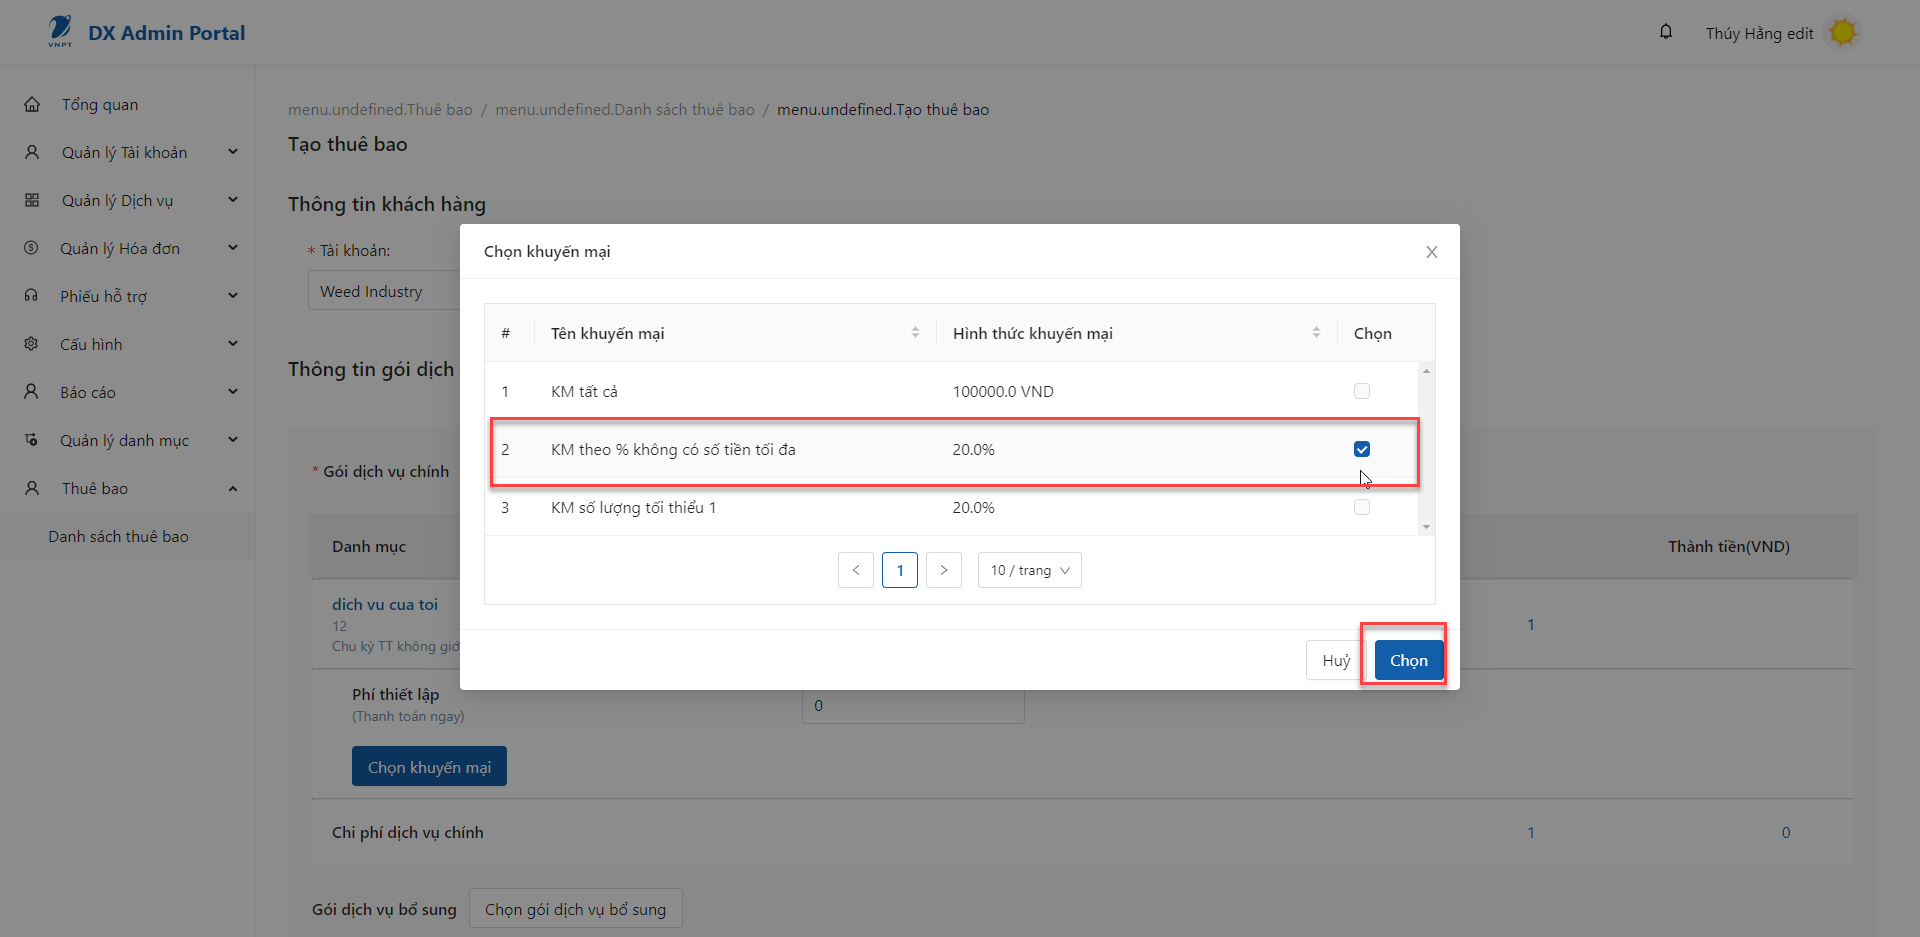 VNPT
DX Admin Portal
Thúy Hằng edit
Tổng quan
Quản lý Tài khoản
Quản lý Dịch vụ
Quản lý Hóa đơn
Phiếu hỗ trợ
Cấu hình
Báo cáo
Quản lý danh mục
Thuê bao
Danh sách thuê bao
menu.undefined.Thuê bao / menu.undefined.Danh sách thuê bao / menu.undefined.Tạo thuê bao
Tạo thuê bao
Thông tin khách hàng
* Tài khoản:
Weed Industry
Thông tin gói dịch
* Gói dịch vụ chính
Danh mục
Thành tiền(VND)
dich vu cua toi
12
Chu kỳ TT không giớ
1
Phí thiết lập
(Thanh toán ngay)
0
Chọn khuyến mại
Chi phí dịch vụ chính
1
0
Gói dịch vụ bổ sung
Chọn gói dịch vụ bổ sung
Chọn khuyến mại
X
# Tên khuyến mại Hình thức khuyến mại Chọn
1 KM tất cả 100000.0 VND
2 KM theo % không có số tiền tối đa 20.0%
3 KM số lượng tối thiểu 1 20.0%
< 1 > 10 / trang
Huỷ
Chọn